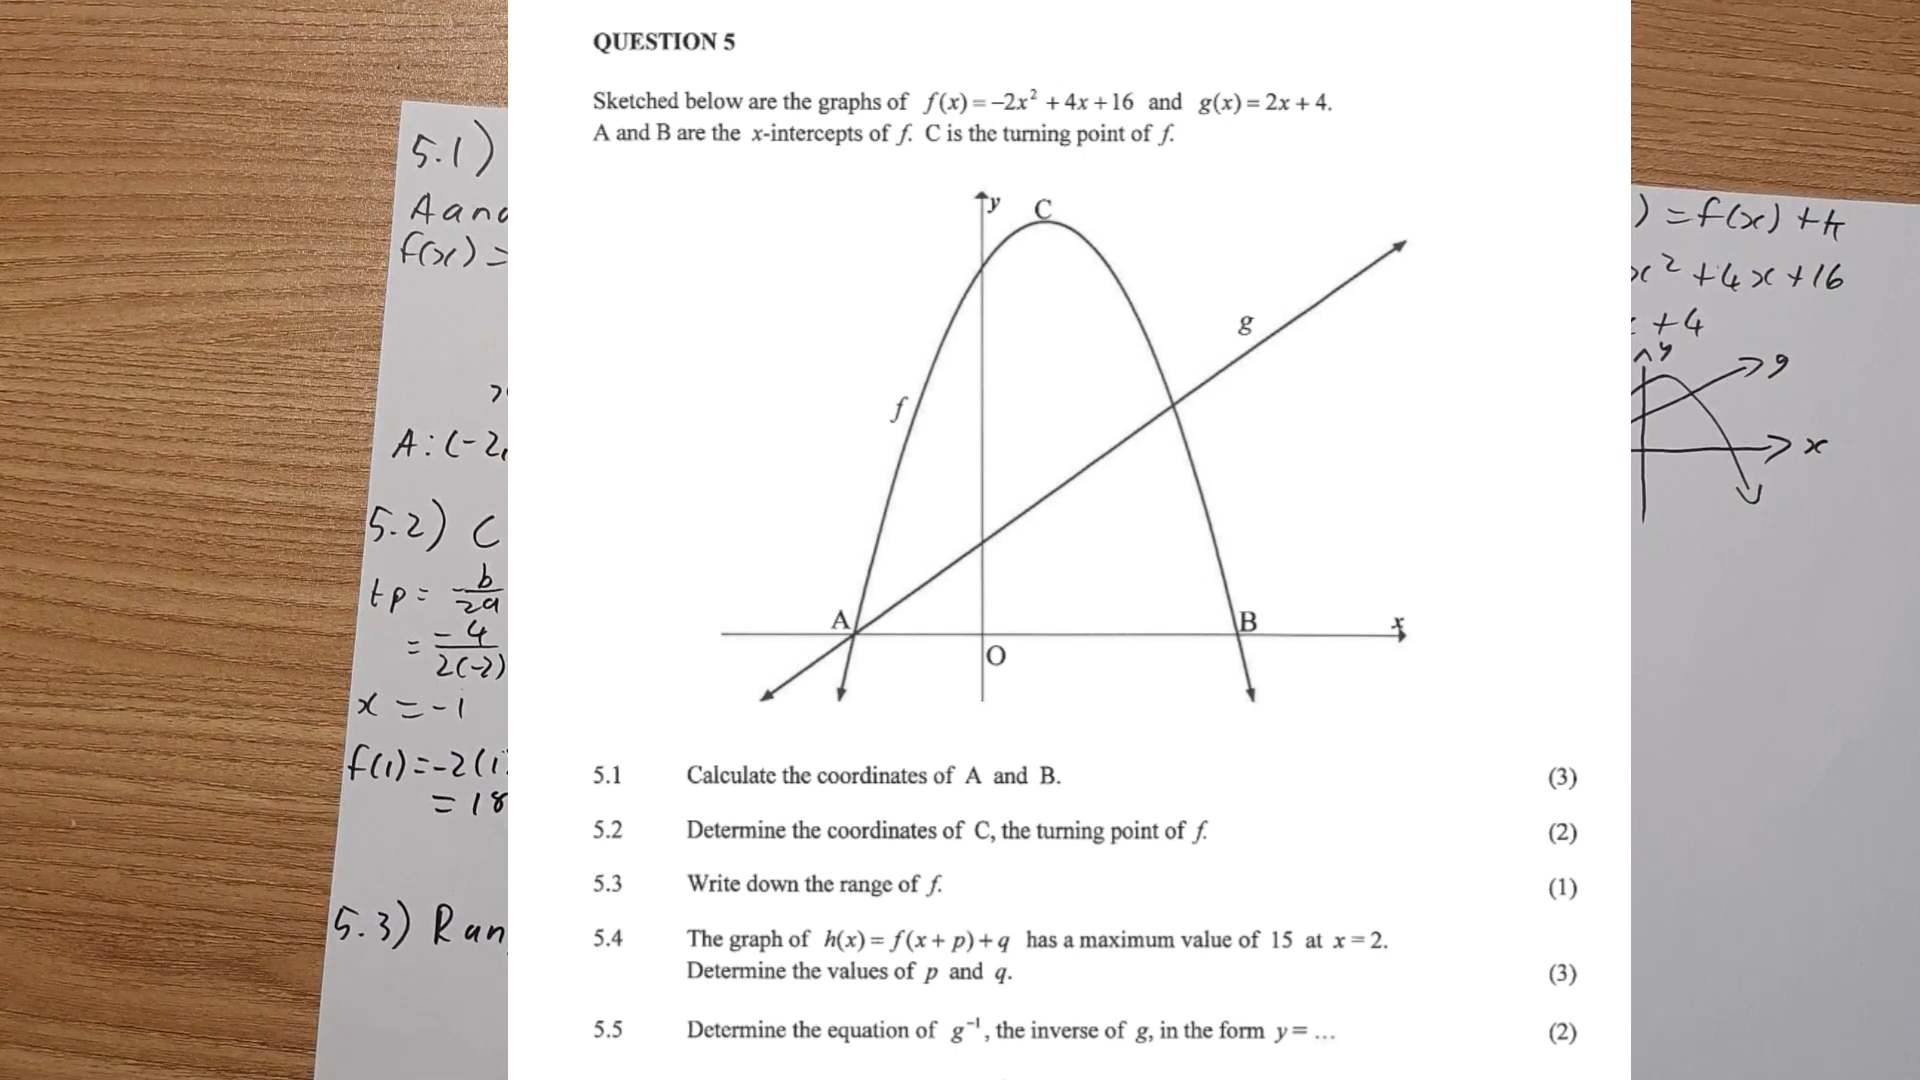 QUESTION 5
Sketched below are the graphs of f(x) = −2x² + 4x + 16 and g(x) = 2x + 4.
A and B are the x-intercepts of f. C is the turning point of f.
y
C
g
f
A
B
x
O
5.1 Calculate the coordinates of A and B. (3)
5.2 Determine the coordinates of C, the turning point of f. (2)
5.3 Write down the range of f. (1)
5.4 The graph of h(x) = f(x + p) + q has a maximum value of 15 at x = 2.
Determine the values of p and q. (3)
5.5 Determine the equation of g⁻¹, the inverse of g, in the form y = ... (2)
5.1)
A and
f(x) =
A : (-2,
5.2) C
tp = -b/2a
= -4/2(-2)
x = -1
f(1) = -2(1
= 18
5.3) Ran
) = f(x) + k
x² + 4x + 16
+4
y
g
x